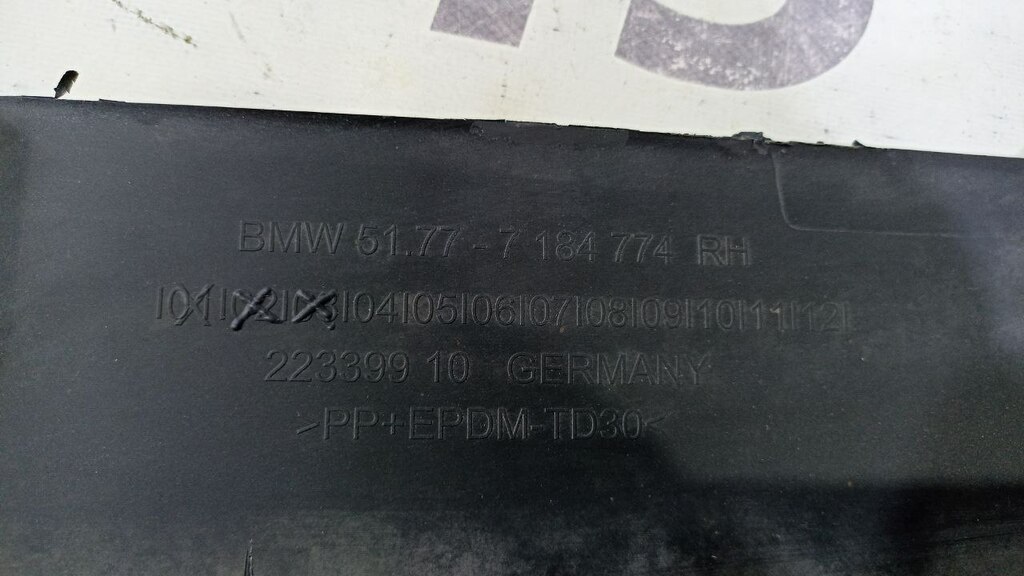 BMW 51.77 - 7 184 774 RH
|01|02|03|04|05|06|07|08|09|10|11|12|
223399 10 GERMANY
>PP+EPDM-TD30<